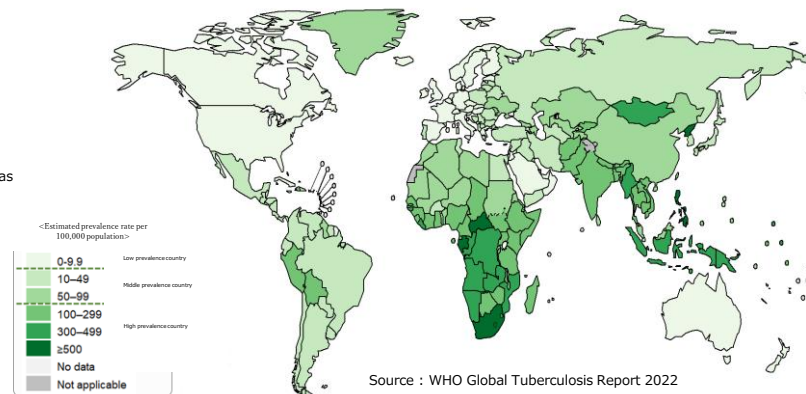 as
<Estimated prevalence rate per
100,000 population>
0-9.9 Low prevalence country
10–49
Middle prevalence country
50–99
100–299
300–499 High prevalence country
≥500
No data
Not applicable
Source : WHO Global Tuberculosis Report 2022